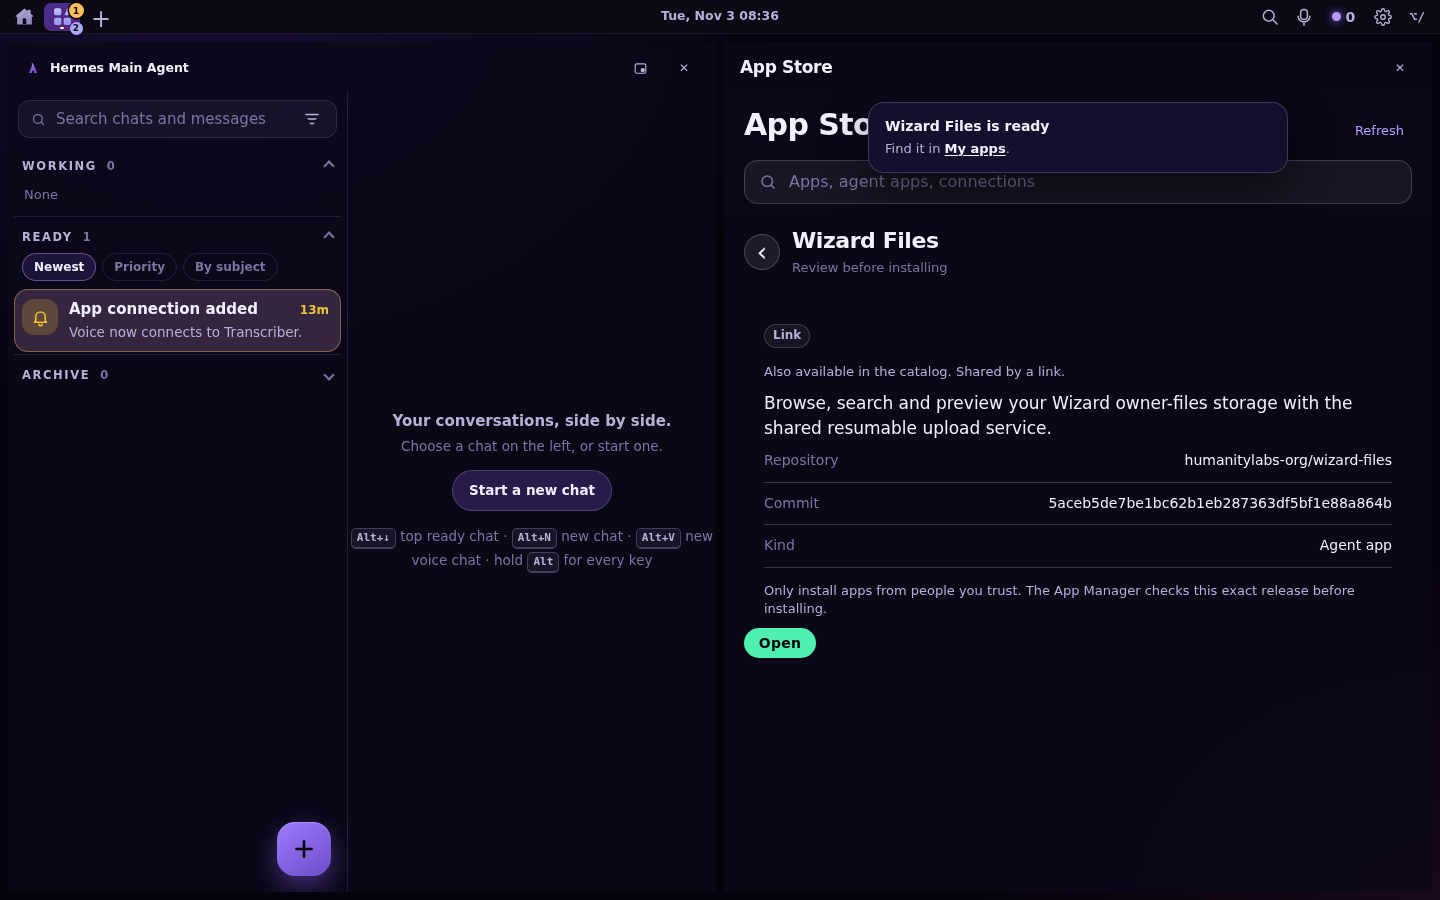 1
2
Tue, Nov 3 08:36
0
⌥/
Hermes Main Agent
Search chats and messages
WORKING 0
None
READY 1
Newest
Priority
By subject
App connection added
13m
Voice now connects to Transcriber.
ARCHIVE 0
Your conversations, side by side.
Choose a chat on the left, or start one.
Start a new chat
Alt+↓ top ready chat · Alt+N new chat · Alt+V new
voice chat · hold Alt for every key
App Store
App Sto
Wizard Files is ready
Find it in My apps.
Refresh
Apps, agent apps, connections
Wizard Files
Review before installing
Link
Also available in the catalog. Shared by a link.
Browse, search and preview your Wizard owner-files storage with the
shared resumable upload service.
Repository
humanitylabs-org/wizard-files
Commit
5aceb5de7be1bc62b1eb287363df5bf1e88a864b
Kind
Agent app
Only install apps from people you trust. The App Manager checks this exact release before
installing.
Open